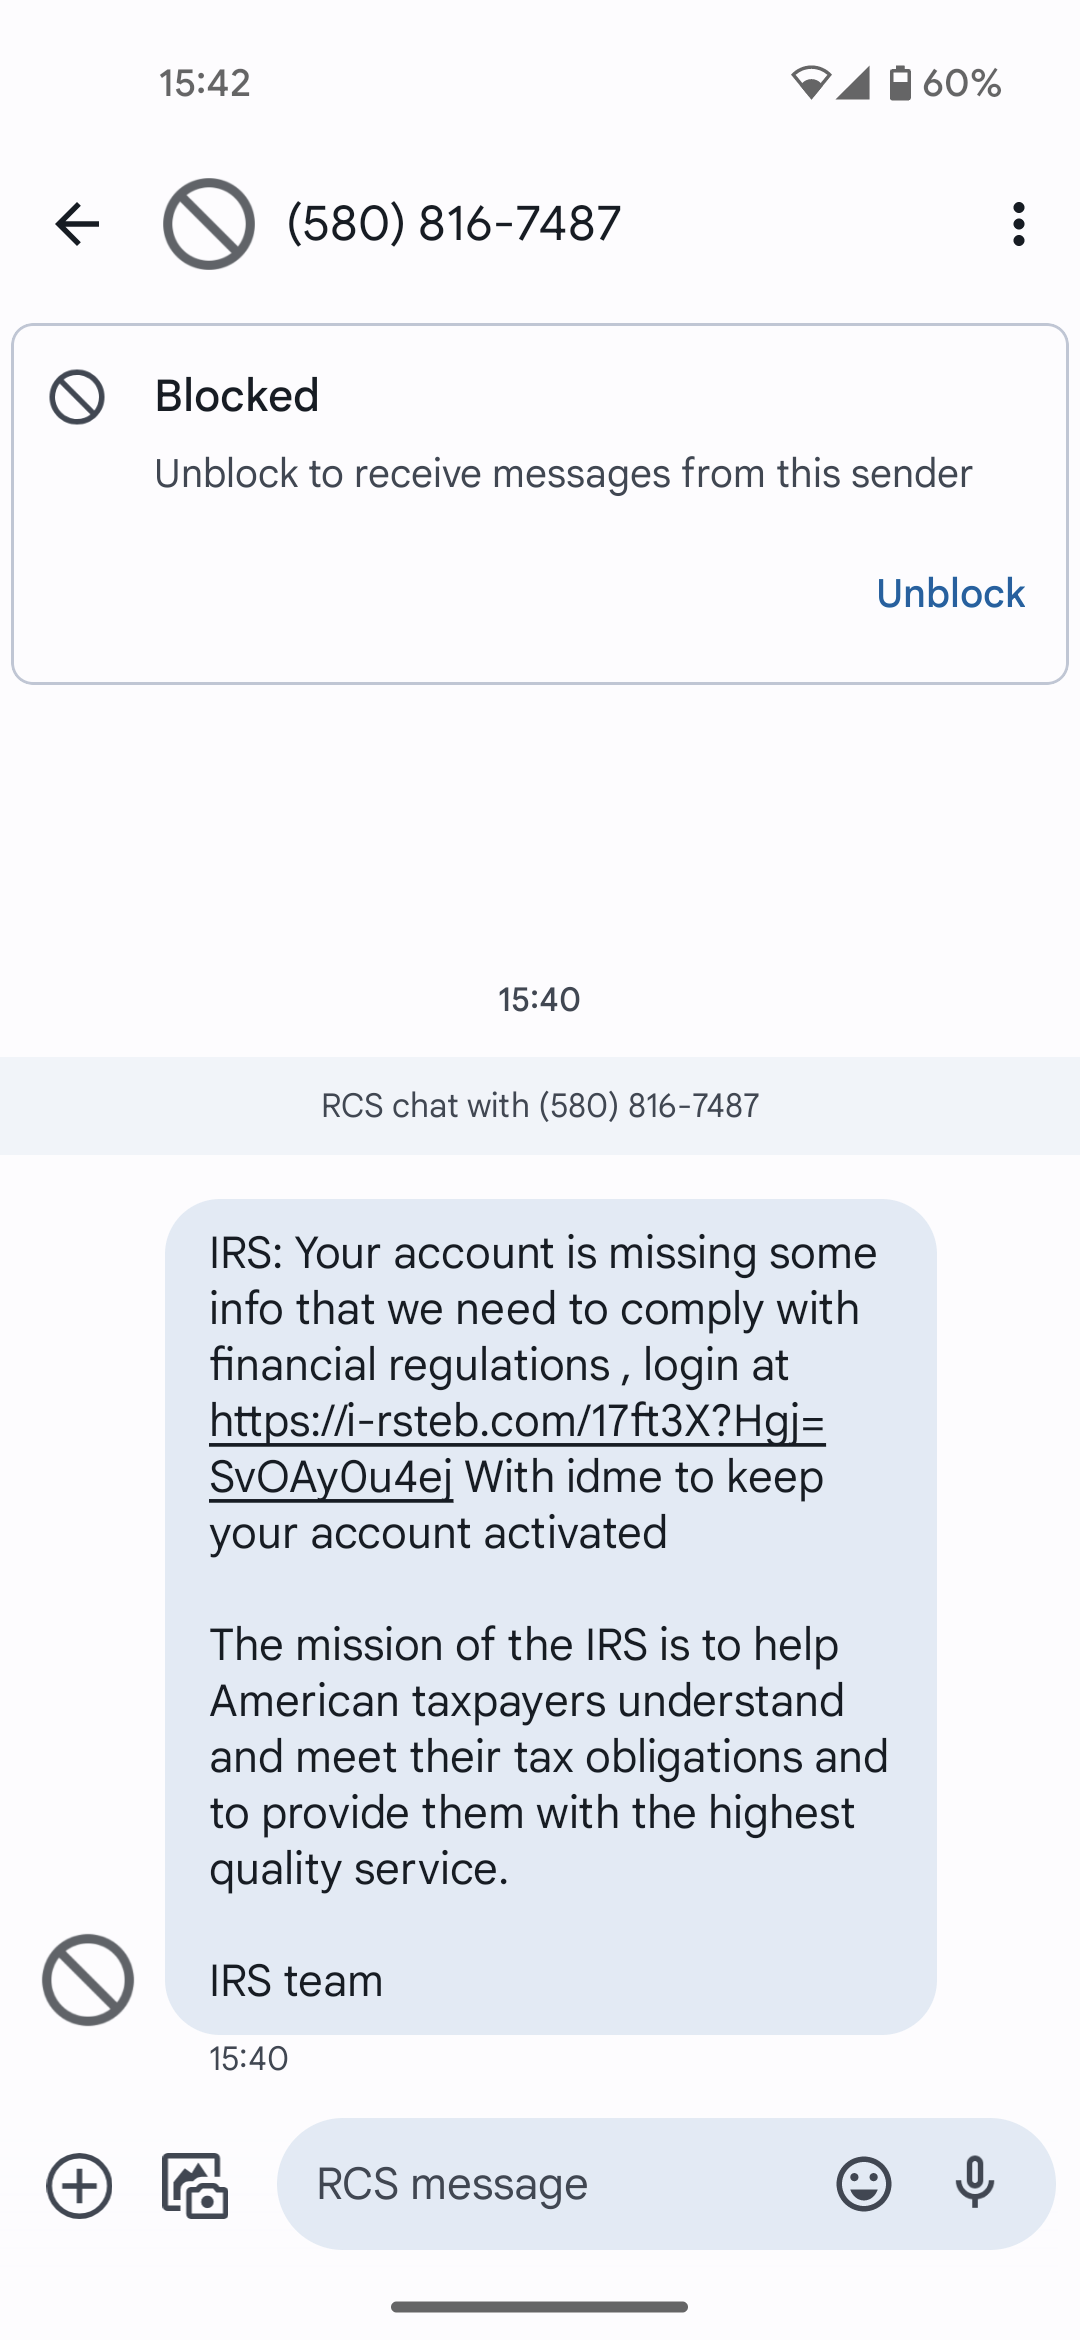 15:42
60%
(580) 816-7487
Blocked
Unblock to receive messages from this sender
Unblock
15:40
RCS chat with (580) 816-7487
IRS: Your account is missing some
info that we need to comply with
financial regulations , login at
https://i-rsteb.com/17ft3X?Hgj=
SvOAy0u4ej With idme to keep
your account activated
The mission of the IRS is to help
American taxpayers understand
and meet their tax obligations and
to provide them with the highest
quality service.
IRS team
15:40
RCS message